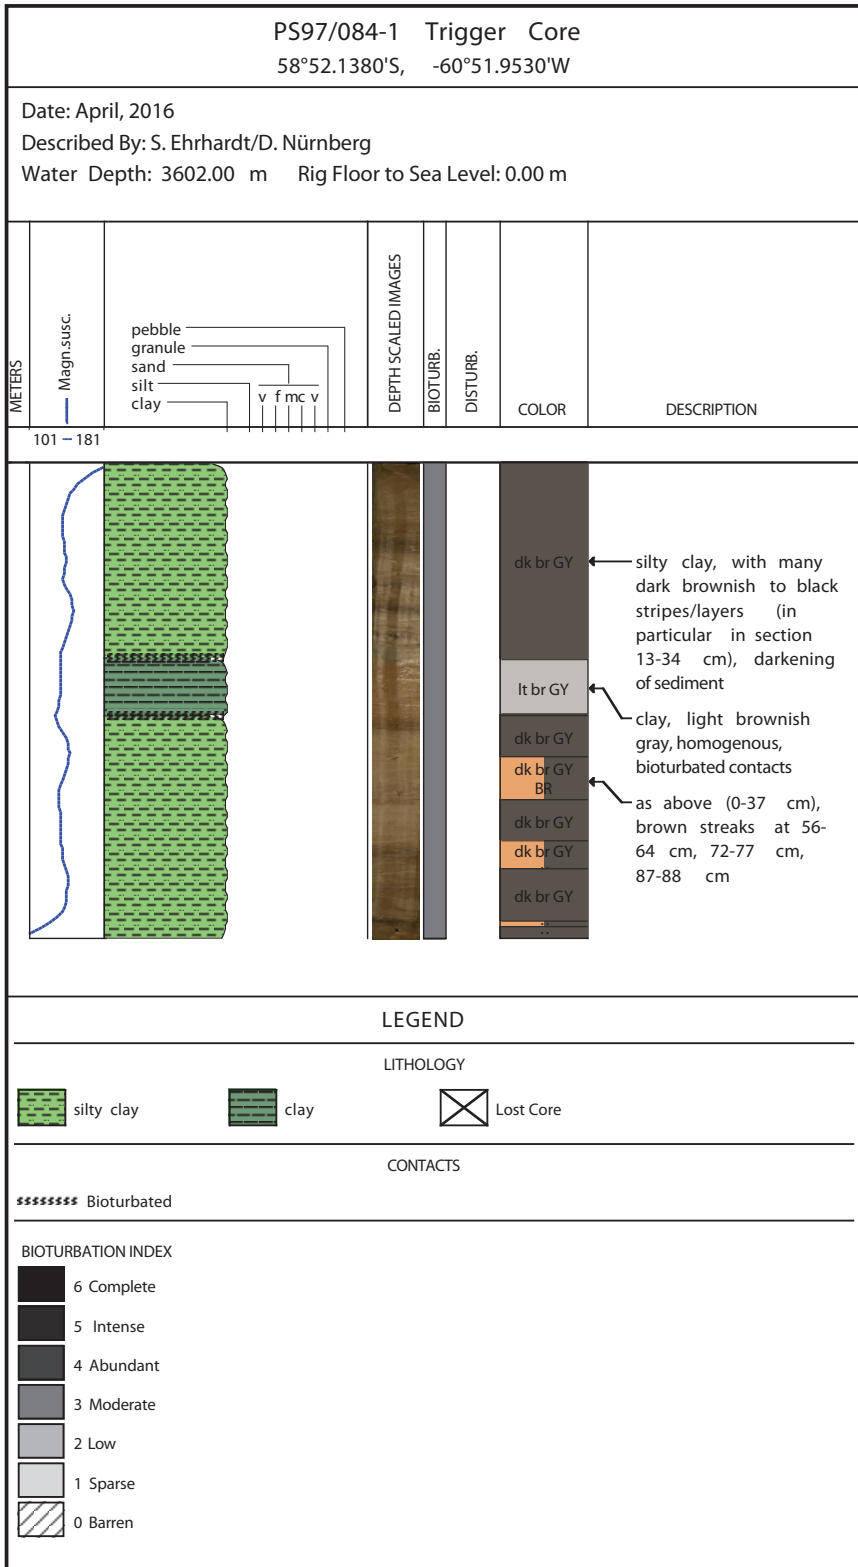 PS97/084-1 Trigger Core
58°52.1380'S, -60°51.9530'W
Date: April, 2016
Described By: S. Ehrhardt/D. Nürnberg
Water Depth: 3602.00 m Rig Floor to Sea Level: 0.00 m
METERS
Magn.susc.
pebble
granule
sand
silt
clay
v f mc v
DEPTH SCALED IMAGES
BIOTURB.
DISTURB.
COLOR
DESCRIPTION
101 – 181
dk br GY
lt br GY
dk br GY
dk br GY
BR
dk br GY
dk br GY
dk br GY
silty clay, with many
dark brownish to black
stripes/layers (in
particular in section
13-34 cm), darkening
of sediment
clay, light brownish
gray, homogenous,
bioturbated contacts
as above (0-37 cm),
brown streaks at 56-
64 cm, 72-77 cm,
87-88 cm
LEGEND
LITHOLOGY
silty clay
clay
Lost Core
CONTACTS
Bioturbated
BIOTURBATION INDEX
6 Complete
5 Intense
4 Abundant
3 Moderate
2 Low
1 Sparse
0 Barren